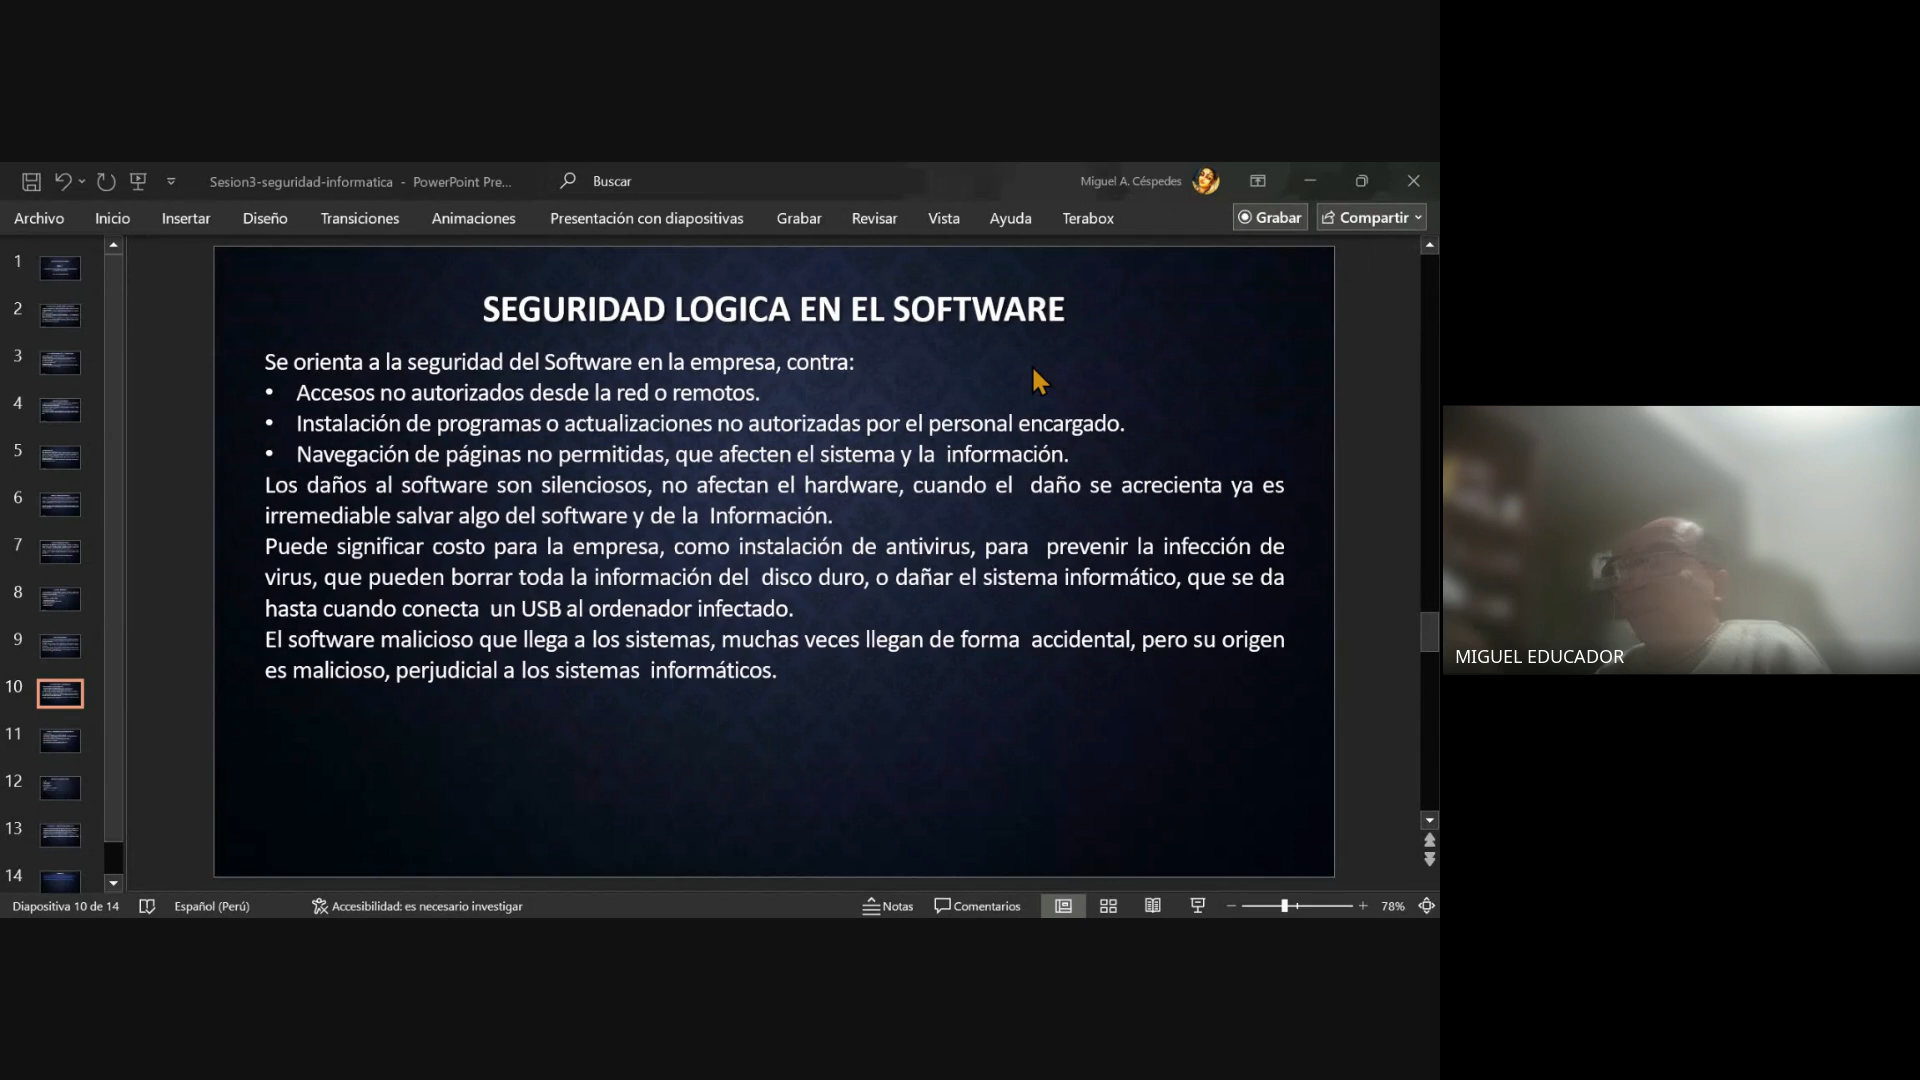 Sesion3-seguridad-informatica - PowerPoint Pre...
Buscar
Miguel A. Céspedes
Archivo Inicio Insertar Diseño Transiciones Animaciones Presentación con diapositivas Grabar Revisar Vista Ayuda Terabox
Grabar
Compartir
1
2
3
4
5
6
7
8
9
10
11
12
13
14
SEGURIDAD LOGICA EN EL SOFTWARE
Se orienta a la seguridad del Software en la empresa, contra:
• Accesos no autorizados desde la red o remotos.
• Instalación de programas o actualizaciones no autorizadas por el personal encargado.
• Navegación de páginas no permitidas, que afecten el sistema y la información.
Los daños al software son silenciosos, no afectan el hardware, cuando el daño se acrecienta ya es
irremediable salvar algo del software y de la Información.
Puede significar costo para la empresa, como instalación de antivirus, para prevenir la infección de
virus, que pueden borrar toda la información del disco duro, o dañar el sistema informático, que se da
hasta cuando conecta un USB al ordenador infectado.
El software malicioso que llega a los sistemas, muchas veces llegan de forma accidental, pero su origen
es malicioso, perjudicial a los sistemas informáticos.
MIGUEL EDUCADOR
Diapositiva 10 de 14
Español (Perú)
Accesibilidad: es necesario investigar
Notas
Comentarios
78%